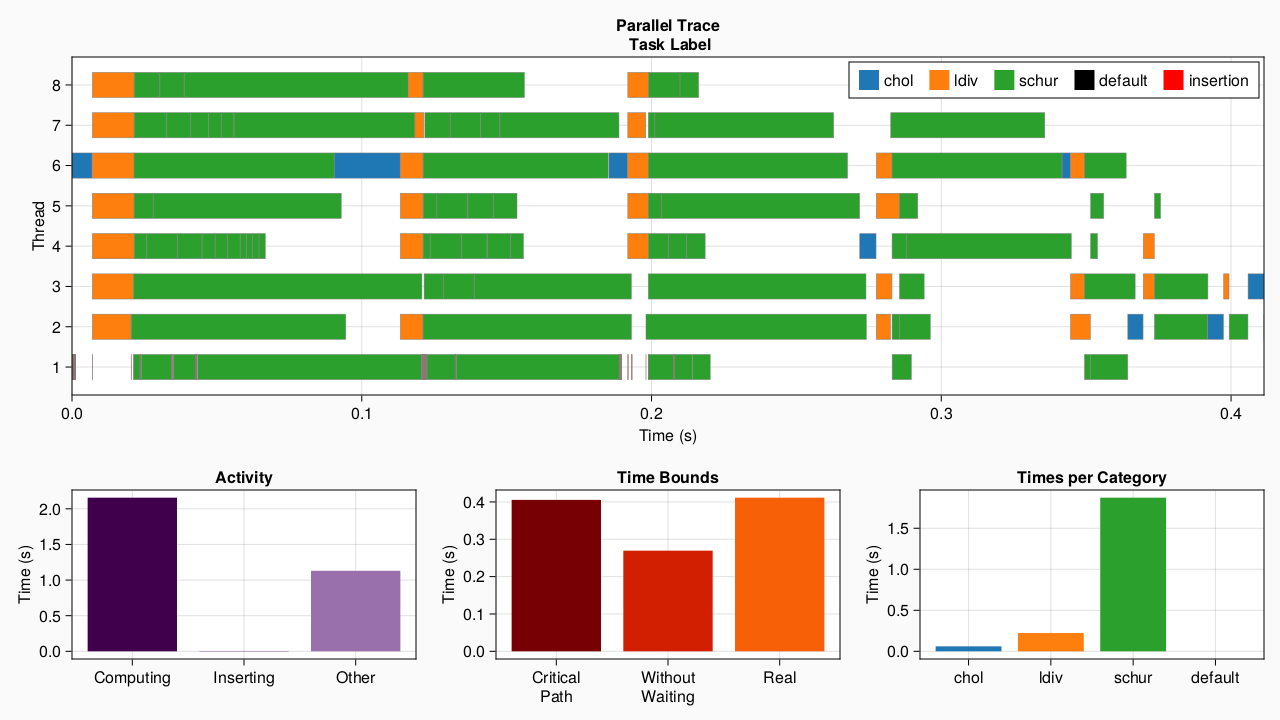 Parallel Trace
Task Label
chol ldiv schur default insertion
Thread
8
7
6
5
4
3
2
1
0.0 0.1 0.2 0.3 0.4
Time (s)
Activity
Time (s)
2.0
1.5
1.0
0.5
0.0
Computing Inserting Other
Time Bounds
Time (s)
0.4
0.3
0.2
0.1
0.0
Critical Path
Without Waiting
Real
Times per Category
Time (s)
1.5
1.0
0.5
0.0
chol ldiv schur default